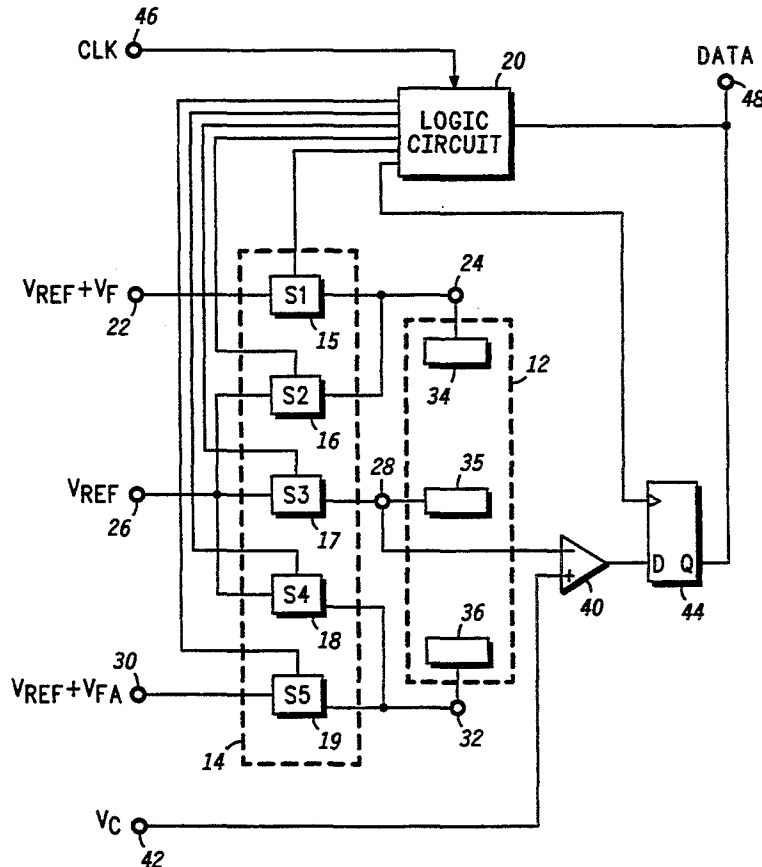 46
CLK
20
DATA
48
LOGIC
CIRCUIT
24
VREF+VF
22
S1
15
12
34
S2
16
28
35
VREF
26
S3
17
S4
18
D Q
40
44
36
30
VREF+VFA
S5
14
19
32
VC
42